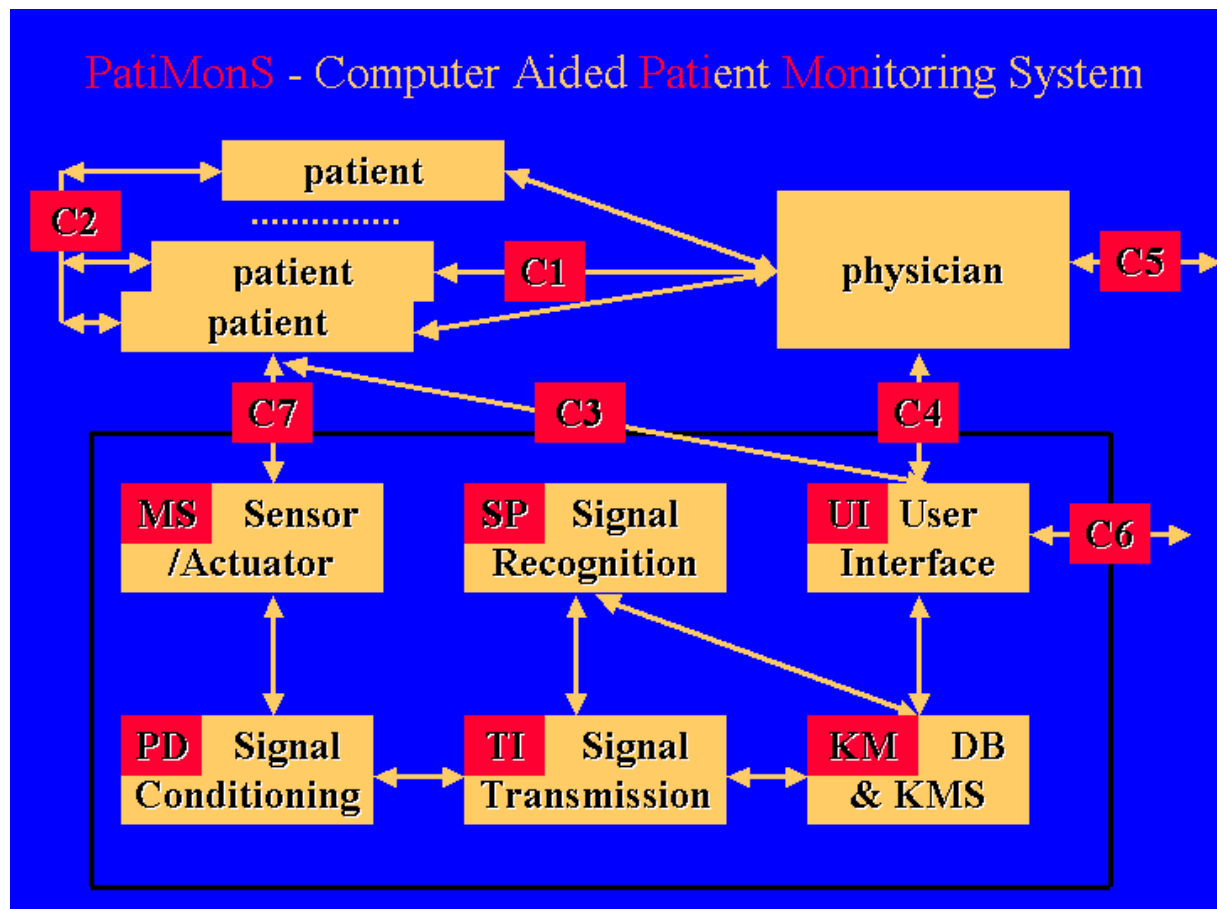 PatiMonS - Computer Aided Patient Monitoring System
patient
C2
patient
C1
physician
C5
patient
C7
C3
C4
MS Sensor
/Actuator
SP Signal
Recognition
UI User
Interface
C6
PD Signal
Conditioning
TI Signal
Transmission
KM DB
& KMS